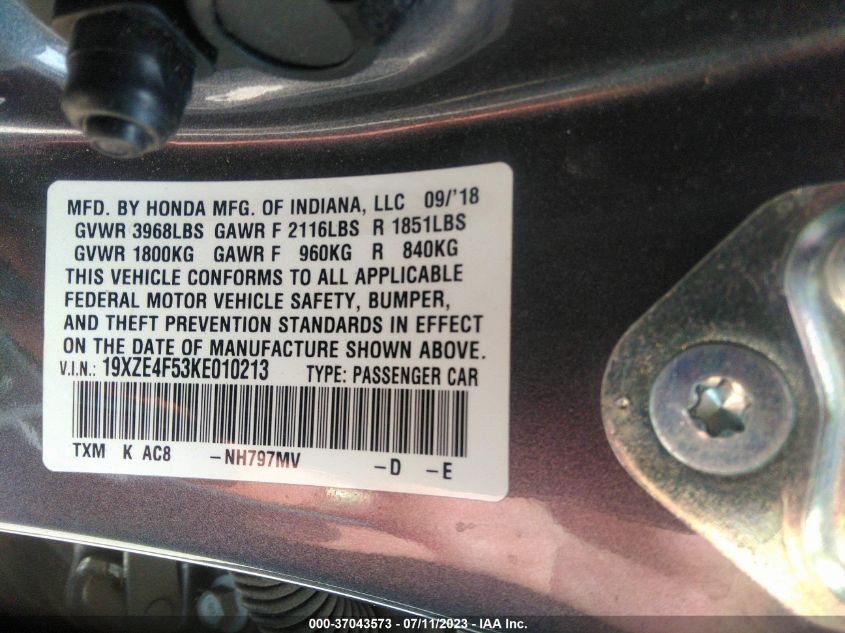 MFD. BY HONDA MFG. OF INDIANA, LLC 09/'18
GVWR 3968LBS GAWR F 2116LBS R 1851LBS
GVWR 1800KG GAWR F 960KG R 840KG
THIS VEHICLE CONFORMS TO ALL APPLICABLE
FEDERAL MOTOR VEHICLE SAFETY, BUMPER,
AND THEFT PREVENTION STANDARDS IN EFFECT
ON THE DATE OF MANUFACTURE SHOWN ABOVE.
V.I.N.: 19XZE4F53KE010213 TYPE: PASSENGER CAR
TXM K AC8 -NH797MV -D -E
000-37043573 - 07/11/2023 - IAA Inc.